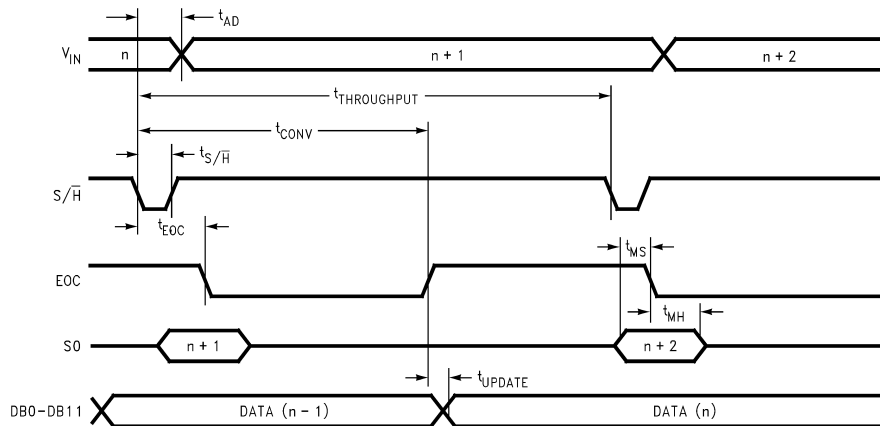 t_AD
V_IN n n + 1 n + 2
t_THROUGHPUT
t_CONV
t_S/H̅
S/H̅
t_EOC
t_MS
EOC
t_MH
S0 n + 1 n + 2
t_UPDATE
DB0–DB11 DATA (n – 1) DATA (n)